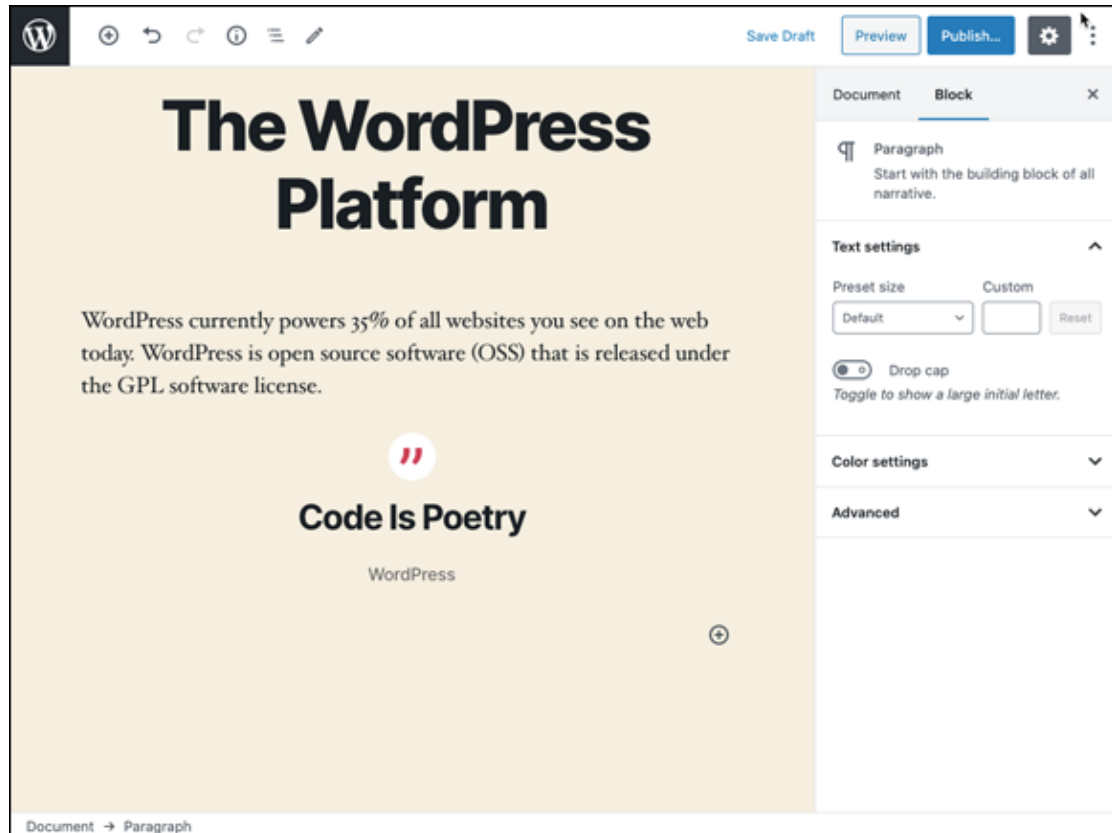 Save Draft Preview Publish...
Document Block
The WordPress
Platform
WordPress currently powers 35% of all websites you see on the web
today. WordPress is open source software (OSS) that is released under
the GPL software license.
Code Is Poetry
WordPress
Paragraph
Start with the building block of all
narrative.
Text settings
Preset size Custom
Default Reset
Drop cap
Toggle to show a large initial letter.
Color settings
Advanced
Document → Paragraph